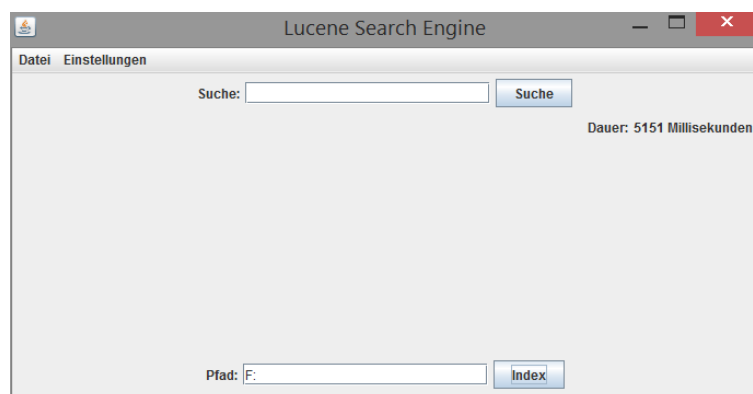 Lucene Search Engine
Datei Einstellungen
Suche: Suche
Dauer: 5151 Millisekunden
Pfad: F: Index